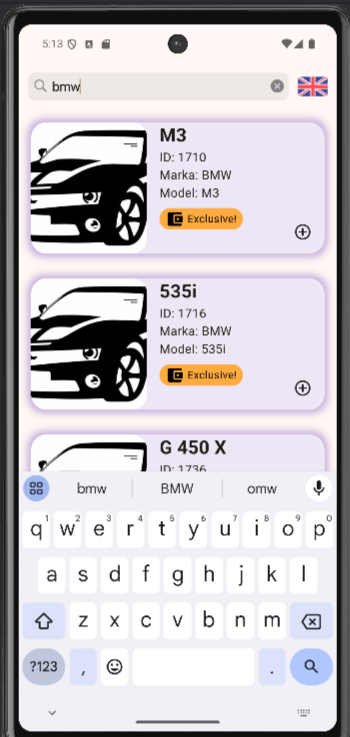 5:13
bmw
M3
ID: 1710
Marka: BMW
Model: M3
Exclusive!
535i
ID: 1716
Marka: BMW
Model: 535i
Exclusive!
G 450 X
ID: 1736
bmw BMW omw
q1 w2 e3 r4 t5 y6 u7 i8 o9 p0
a s d f g h j k l
z x c v b n m
?123 , .